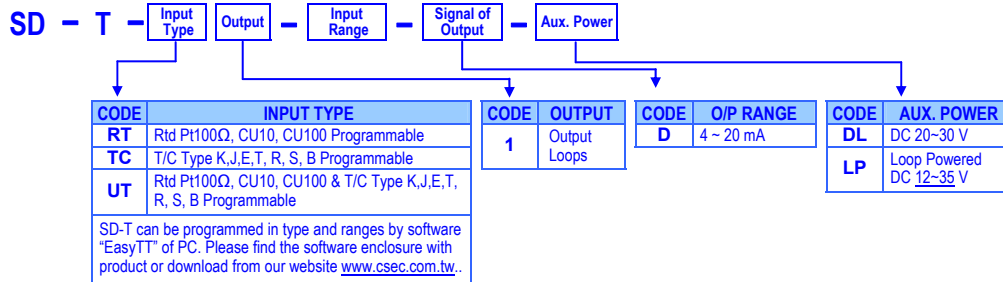 SD - T - Input Type Output - Input Range - Signal of Output - Aux. Power
CODE INPUT TYPE
RT Rtd Pt100Ω, CU10, CU100 Programmable
TC T/C Type K,J,E,T, R, S, B Programmable
UT Rtd Pt100Ω, CU10, CU100 & T/C Type K,J,E,T,
R, S, B Programmable
SD-T can be programmed in type and ranges by software
“EasyTT” of PC. Please find the software enclosure with
product or download from our website www.csec.com.tw..
CODE OUTPUT
1 Output
Loops
CODE O/P RANGE
D 4 ~ 20 mA
CODE AUX. POWER
DL DC 20~30 V
LP Loop Powered
DC 12~35 V